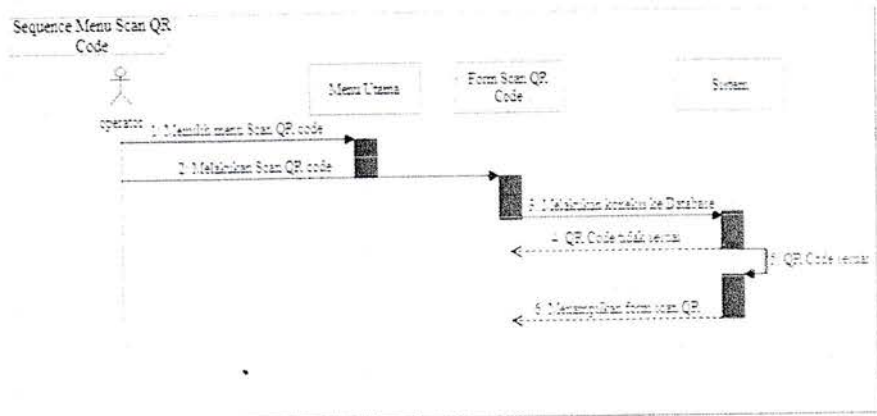 Sequence Menu Scan QR
Code
Menu Utama
Form Scan QR
Code
Sistem
operator
1: Memilih menu Scan QR code
2: Melakukan Scan QR code
3: Melakukan koneksi ke Database
4: QR Code tidak sesuai
5: QR Code sesuai
6: Menampilkan form scan QR